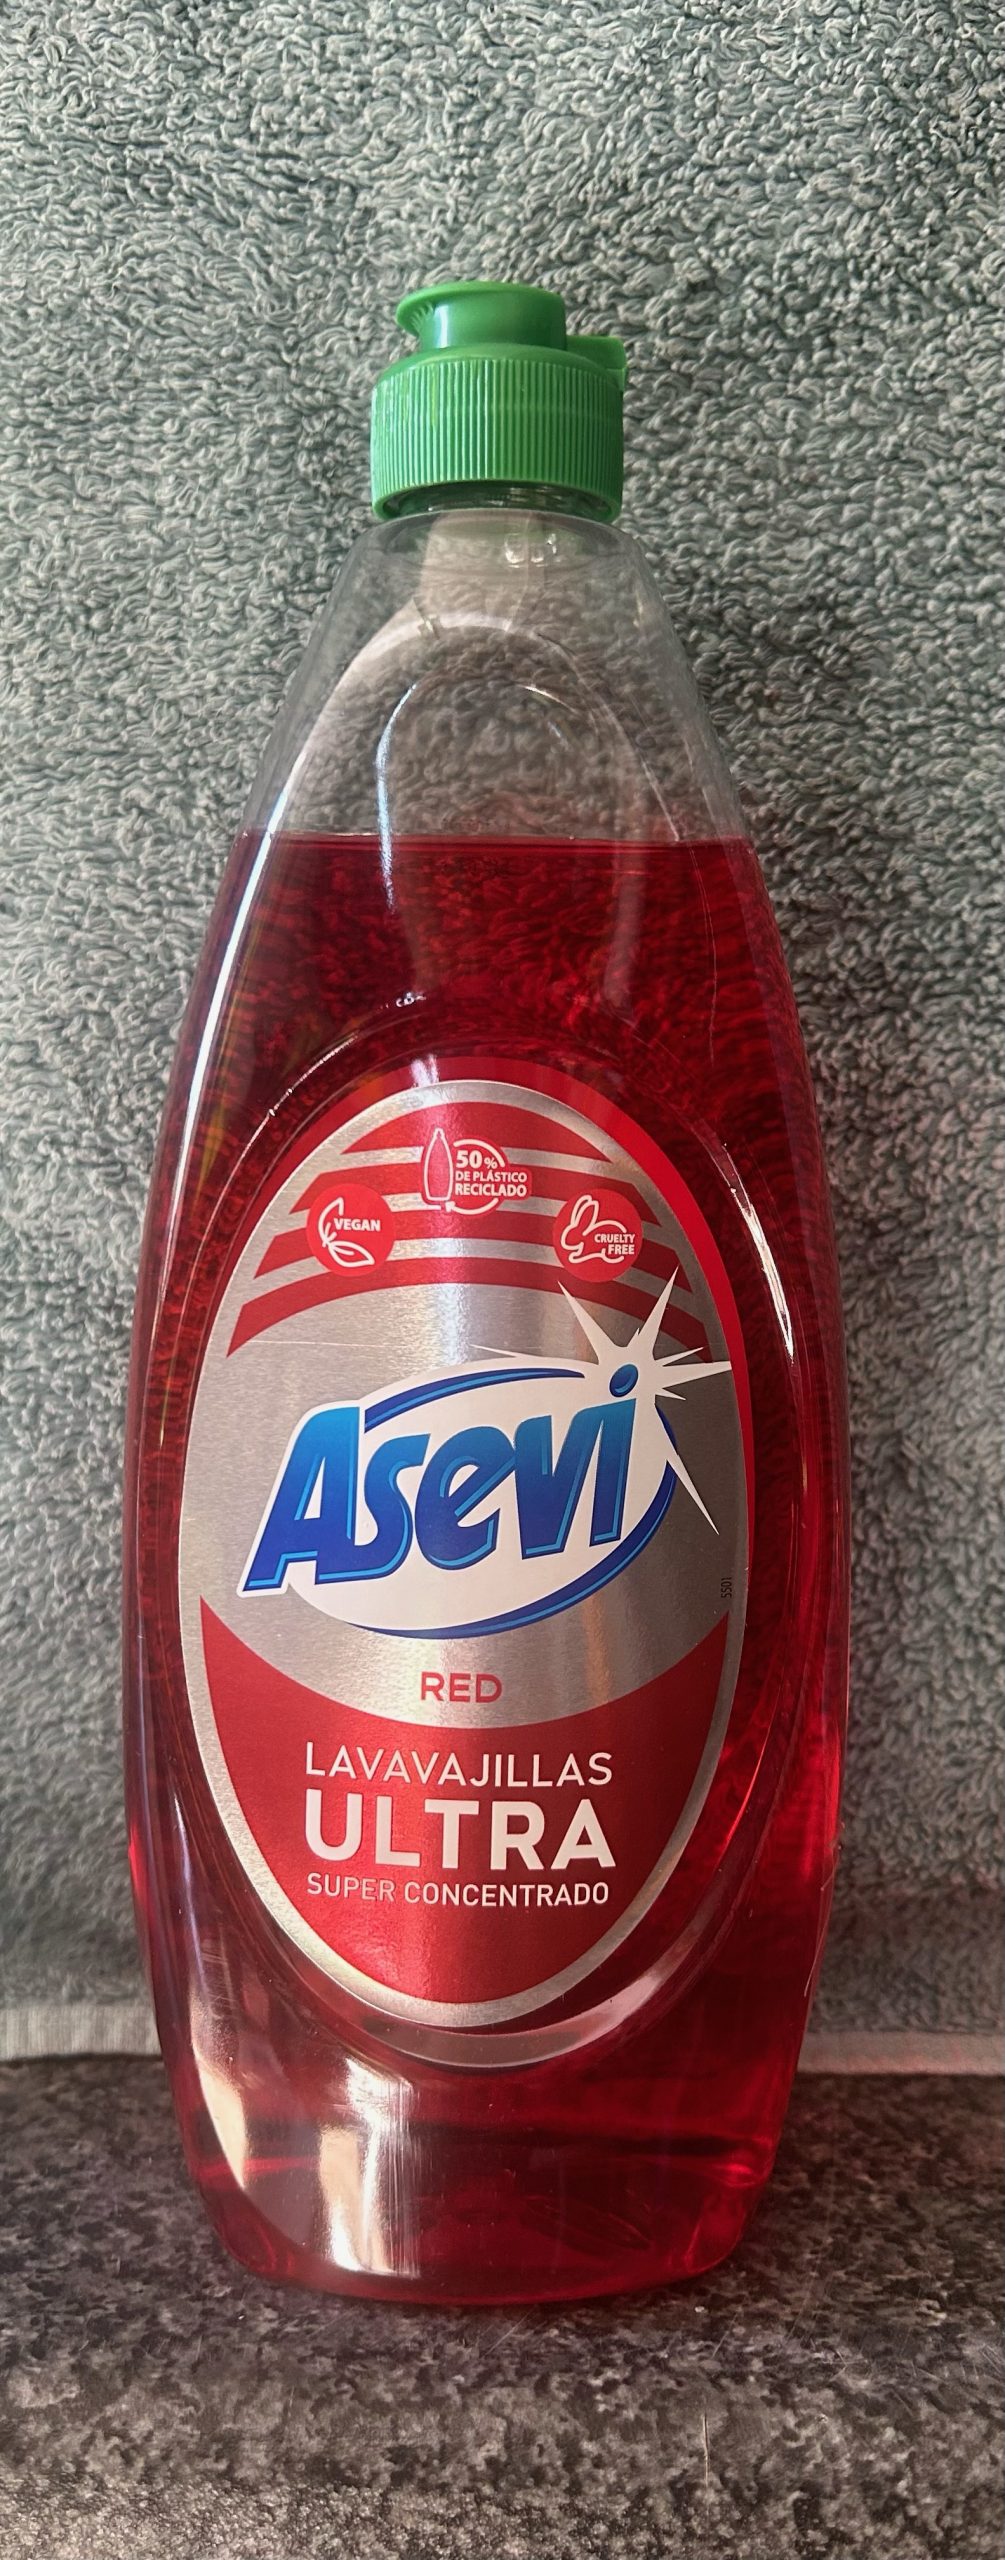 50%
DE PLÁSTICO
RECICLADO
VEGAN
CRUELTY
FREE
Asevi
5501
RED
LAVAVAJILLAS
ULTRA
SUPER CONCENTRADO